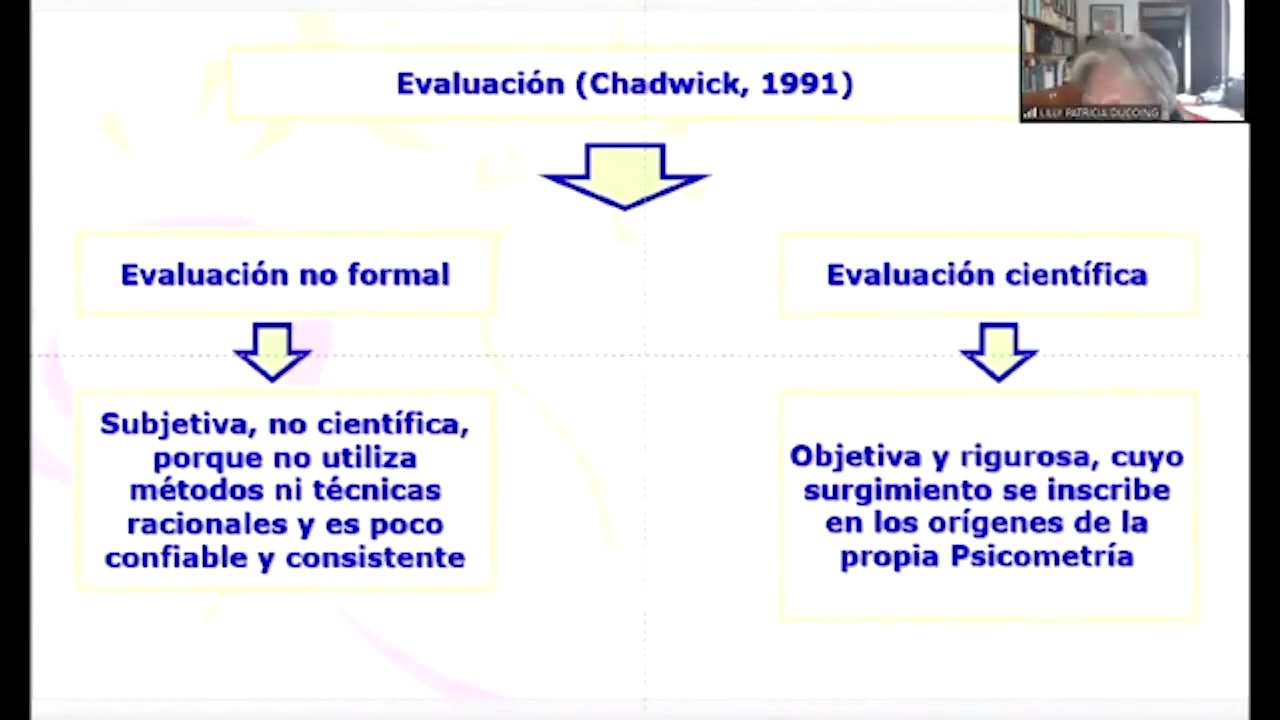 Evaluación (Chadwick, 1991)
LILLY PATRICIA DUCOING
Evaluación no formal
Evaluación científica
Subjetiva, no científica,
porque no utiliza
métodos ni técnicas
racionales y es poco
confiable y consistente
Objetiva y rigurosa, cuyo
surgimiento se inscribe
en los orígenes de la
propia Psicometría